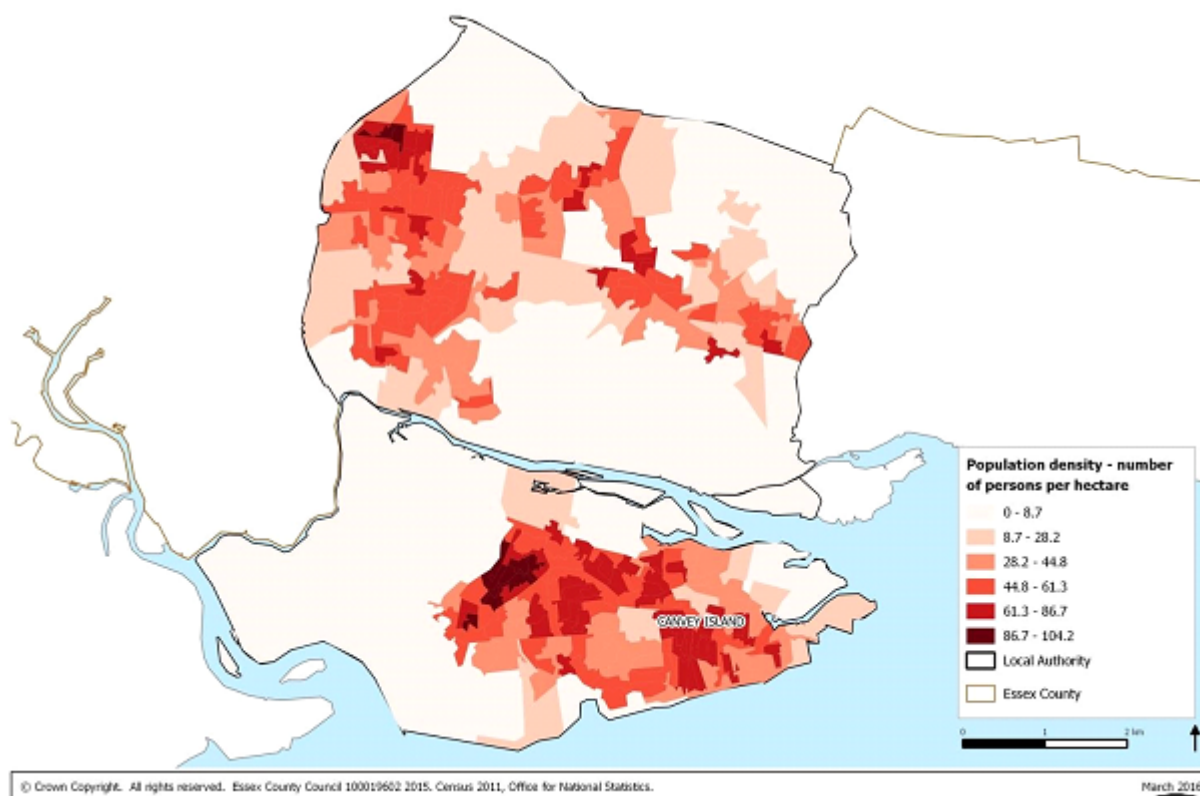 CANVEY ISLAND
Population density - number
of persons per hectare
0 - 8.7
8.7 - 28.2
28.2 - 44.8
44.8 - 61.3
61.3 - 86.7
86.7 - 104.2
Local Authority
Essex County
0 1 2 km
© Crown Copyright. All rights reserved. Essex County Council 100019602 2015. Census 2011, Office for National Statistics.
March 2016